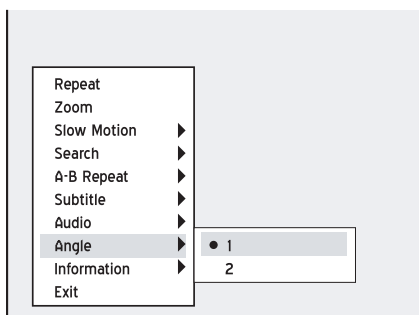 Repeat
Zoom
Slow Motion
Search
A-B Repeat
Subtitle
Audio
Angle
1
Information
2
Exit